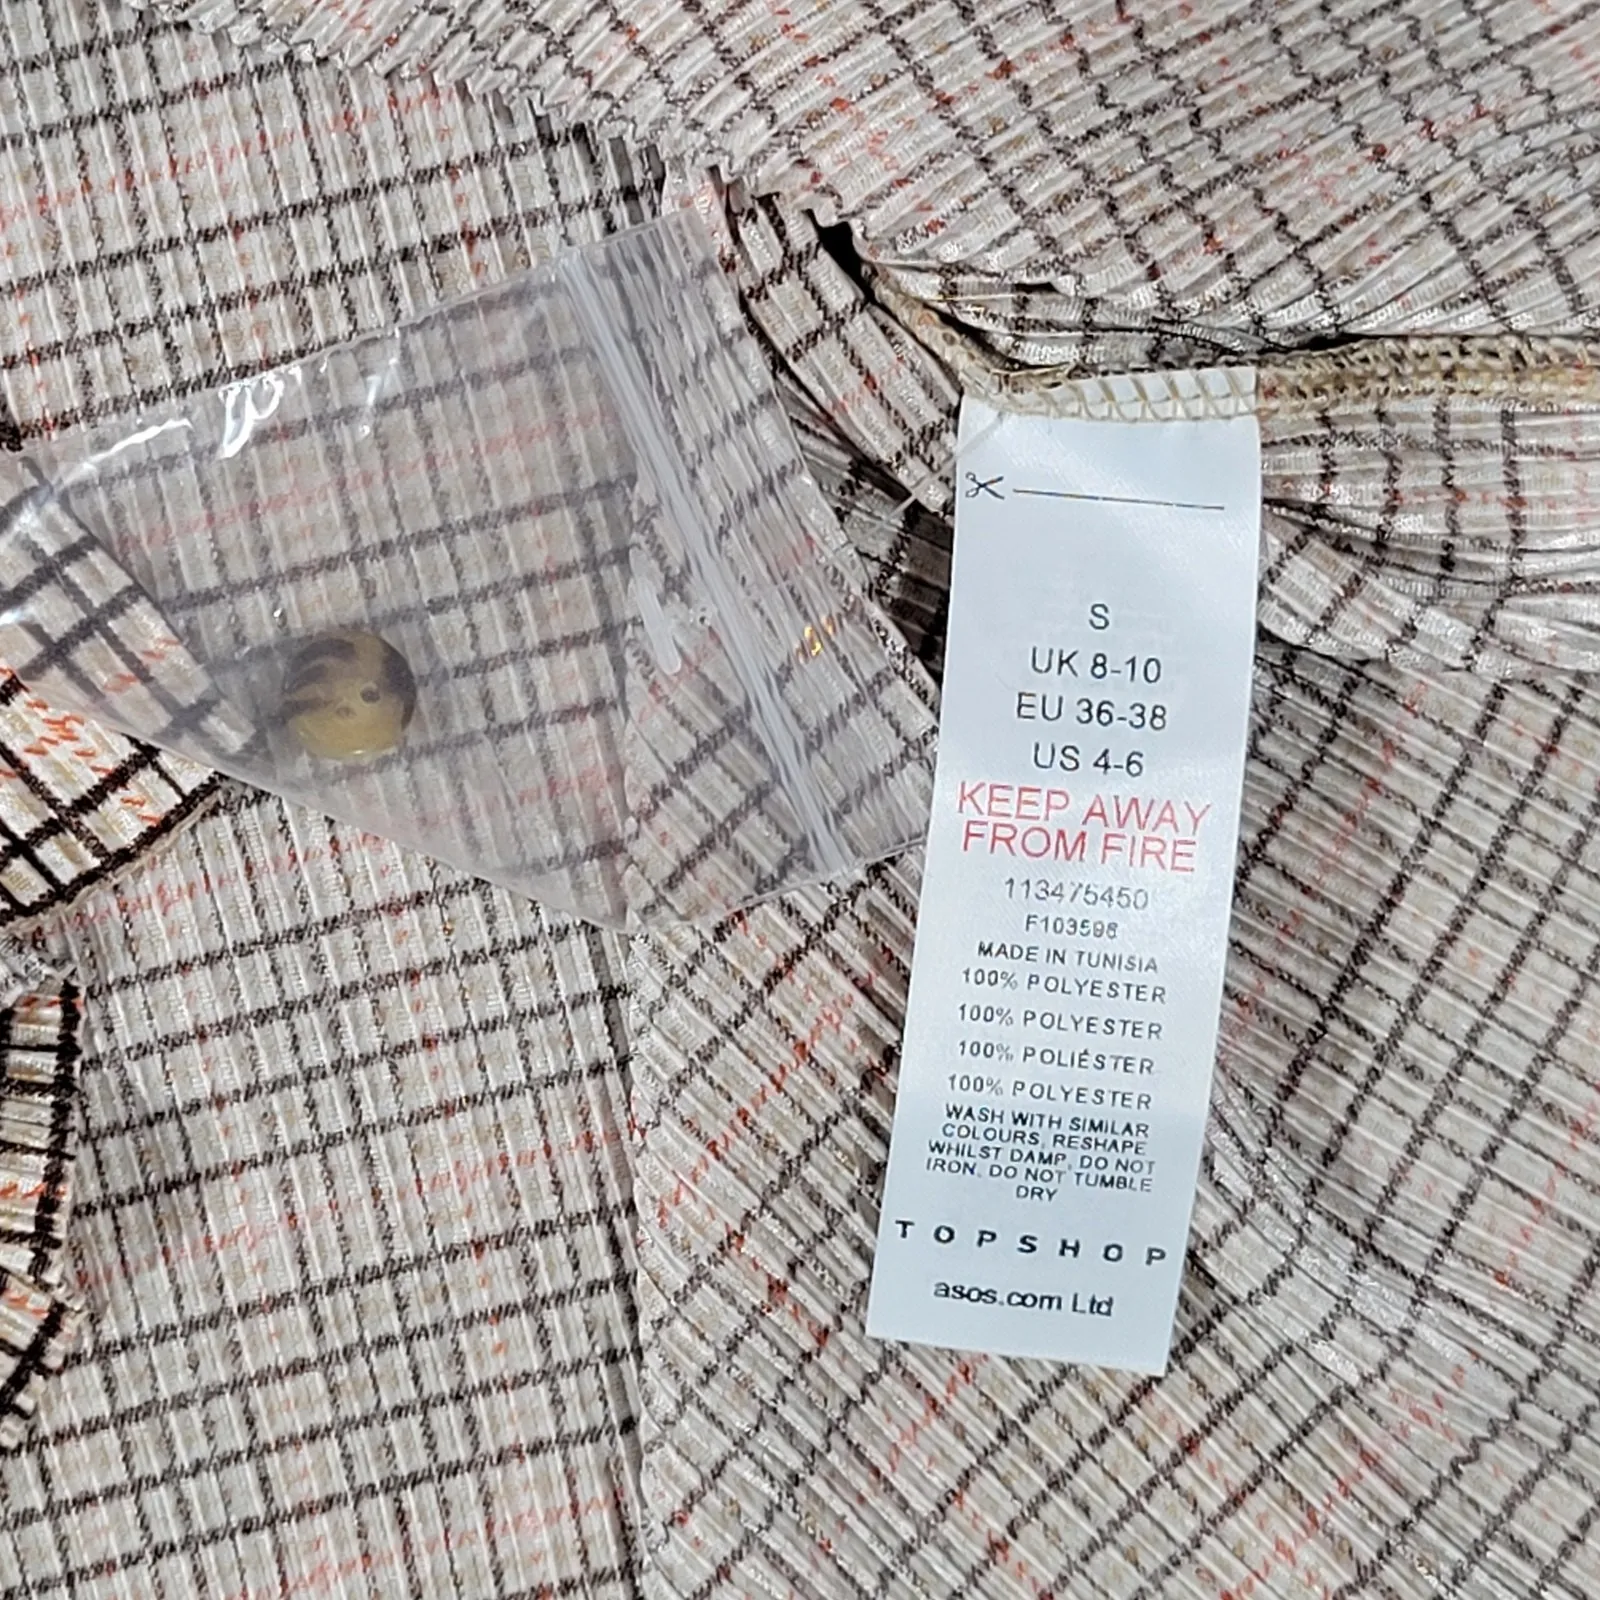 S
UK 8-10
EU 36-38
US 4-6
KEEP AWAY
FROM FIRE
113475450
F103598
MADE IN TUNISIA
100% POLYESTER
100% POLYESTER
100% POLIÉSTER
100% POLYESTER
WASH WITH SIMILAR
COLOURS, RESHAPE
WHILST DAMP, DO NOT
IRON, DO NOT TUMBLE
DRY
TOPSHOP
asos.com Ltd